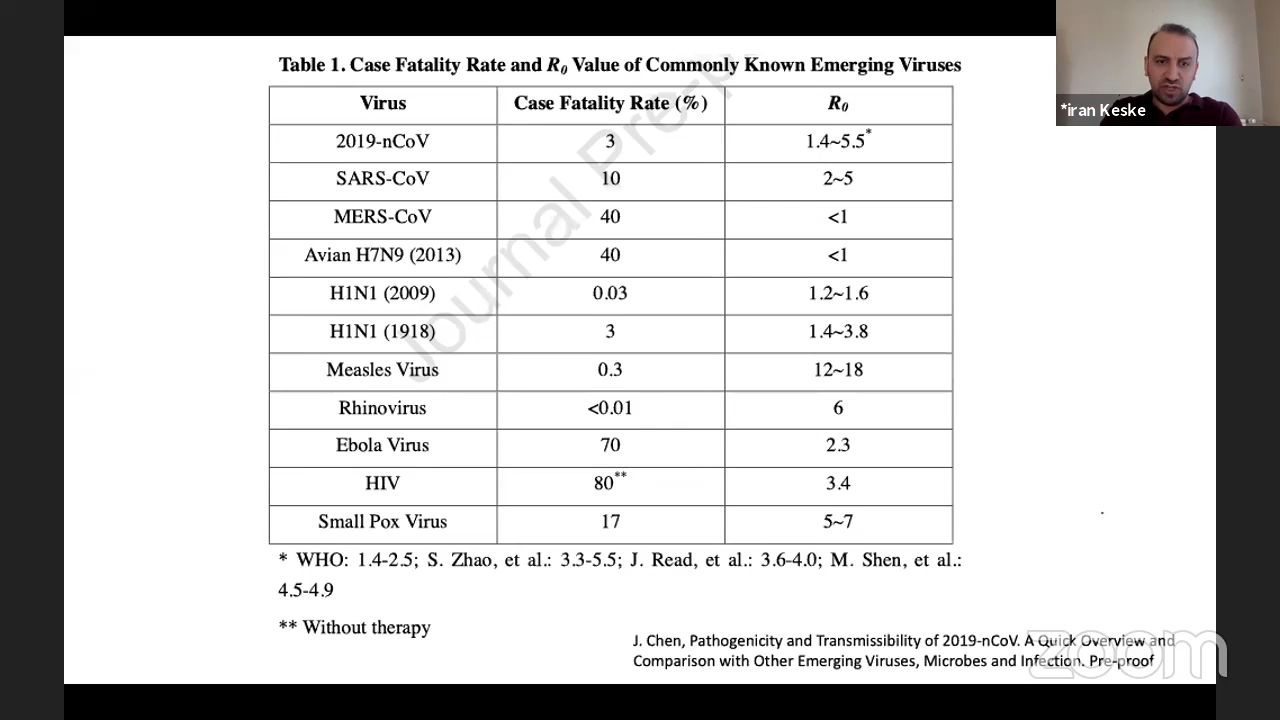 Table 1. Case Fatality Rate and R0 Value of Commonly Known Emerging Viruses
Virus Case Fatality Rate (%) R0
2019-nCoV 3 1.4~5.5*
SARS-CoV 10 2~5
MERS-CoV 40 <1
Avian H7N9 (2013) 40 <1
H1N1 (2009) 0.03 1.2~1.6
H1N1 (1918) 3 1.4~3.8
Measles Virus 0.3 12~18
Rhinovirus <0.01 6
Ebola Virus 70 2.3
HIV 80** 3.4
Small Pox Virus 17 5~7
* WHO: 1.4-2.5; S. Zhao, et al.: 3.3-5.5; J. Read, et al.: 3.6-4.0; M. Shen, et al.:
4.5-4.9
** Without therapy
J. Chen, Pathogenicity and Transmissibility of 2019-nCoV. A Quick Overview and
Comparison with Other Emerging Viruses, Microbes and Infection. Pre-proof
Journal Pre-p
*iran Keske
zoom